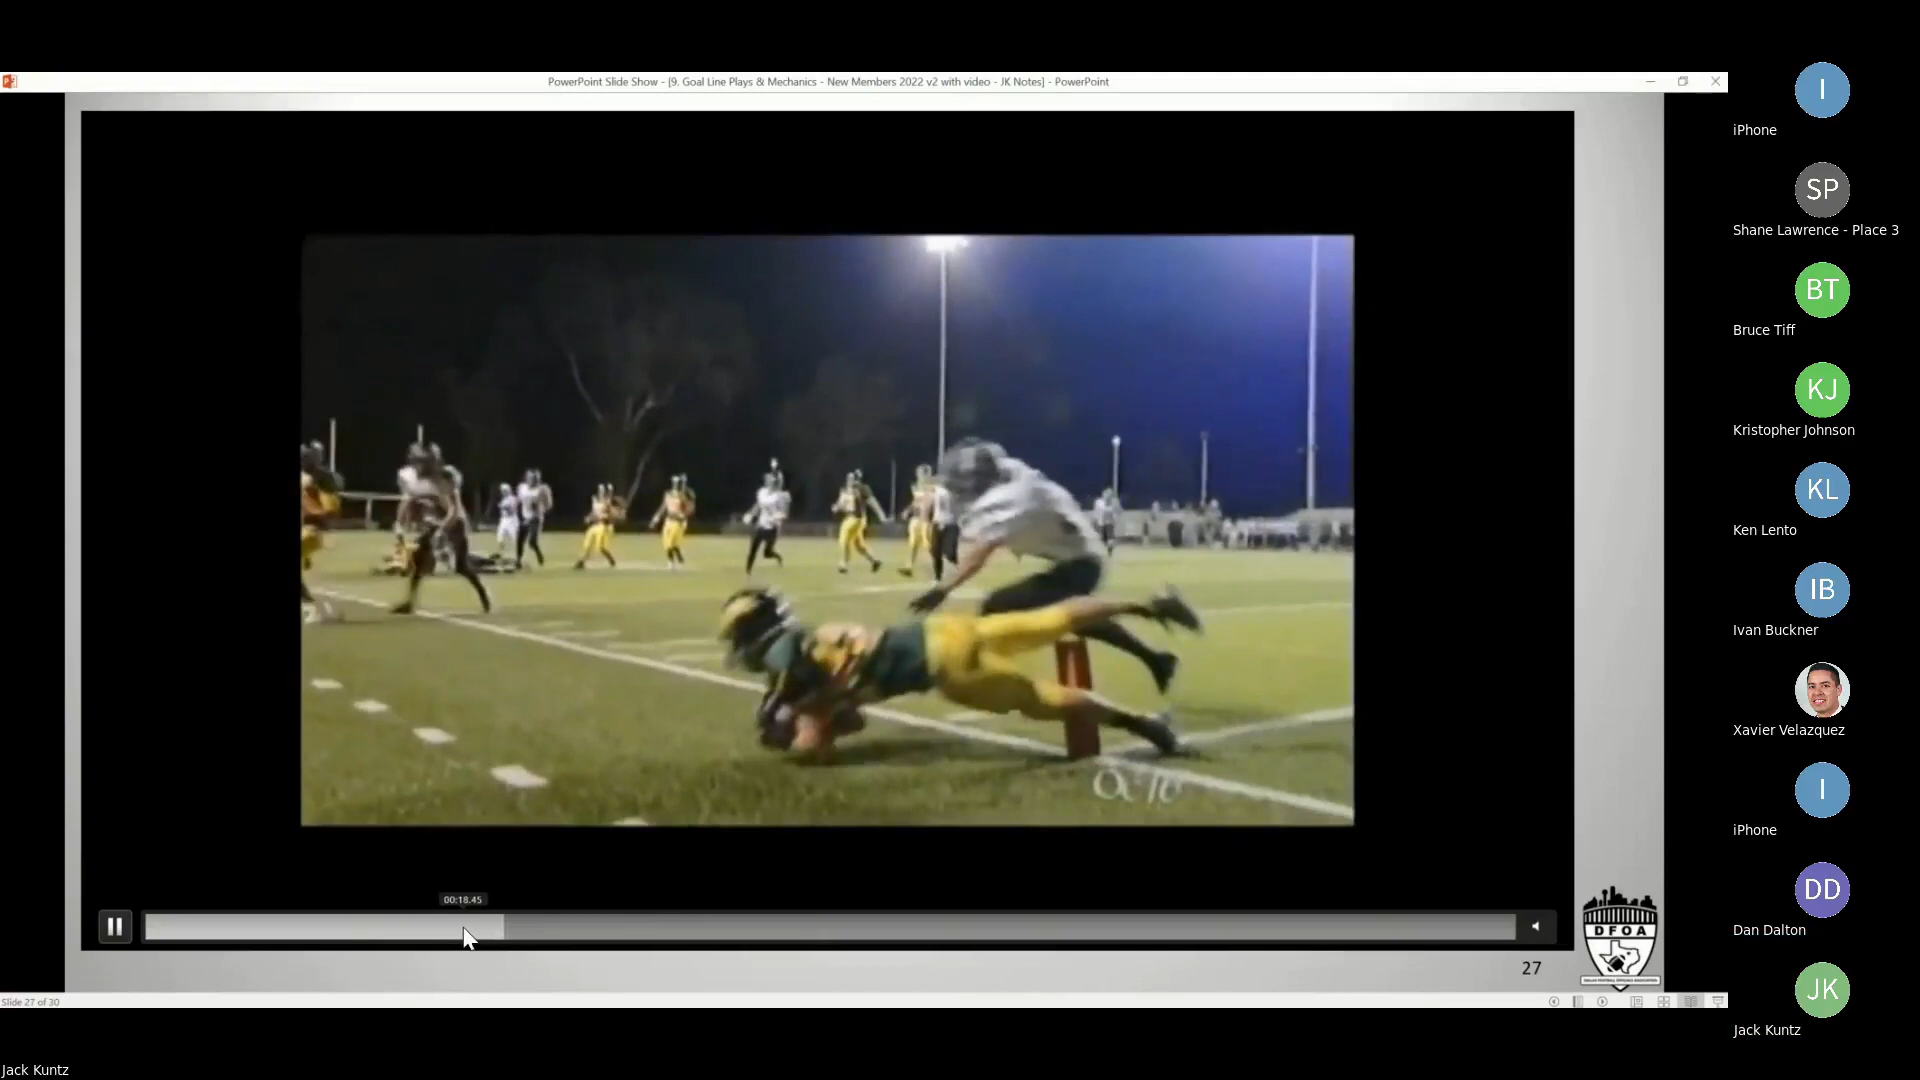 PowerPoint Slide Show - [9. Goal Line Plays & Mechanics - New Members 2022 v2 with video - JK Notes] - PowerPoint
I
iPhone
SP
Shane Lawrence - Place 3
BT
Bruce Tiff
KJ
Kristopher Johnson
KL
Ken Lento
IB
Ivan Buckner
Xavier Velazquez
I
iPhone
DD
Dan Dalton
JK
Jack Kuntz
00:18.45
DFOA
27
Slide 27 of 30
Jack Kuntz